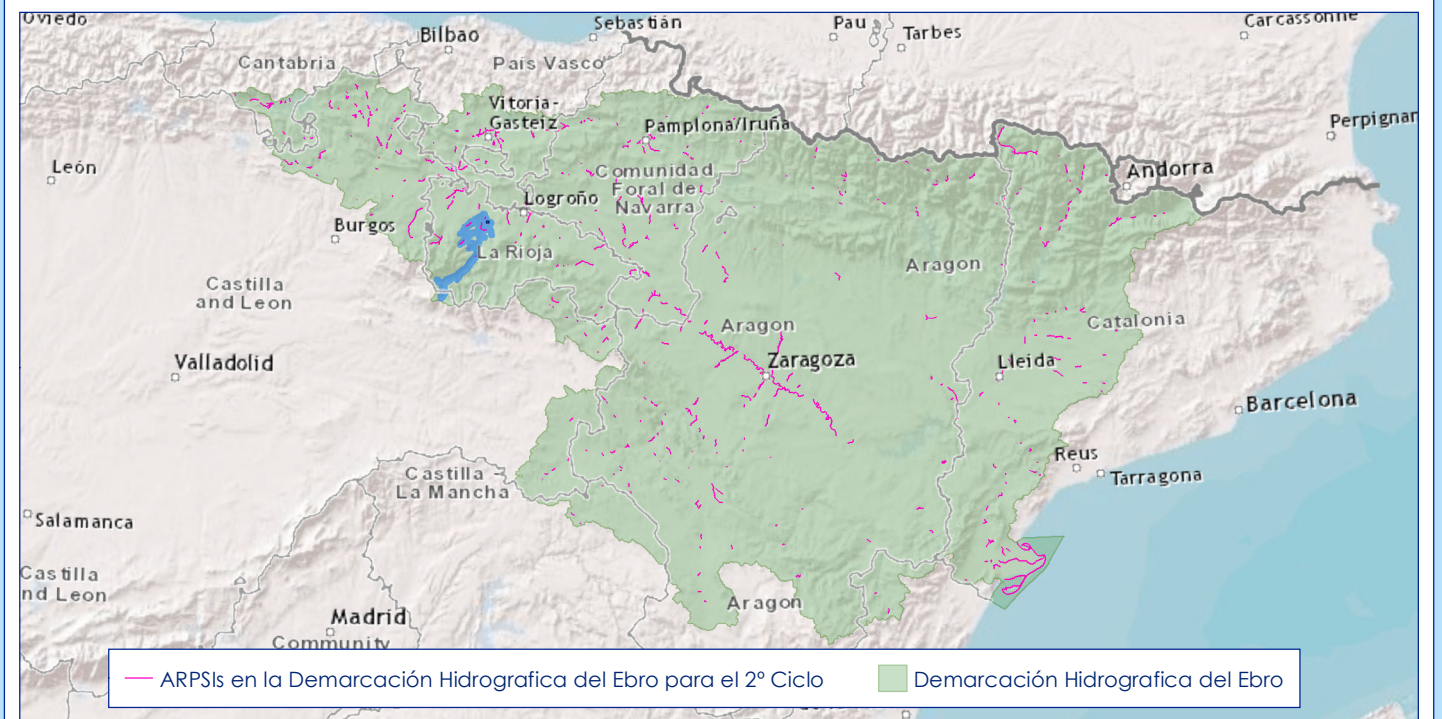 Oviedo
Sebastián
Pau
Carcassonne
Bilbao
Tarbes
Cantabria
País Vasco
Vitoria-
Gasteiz
Pamplona/Iruña
Perpignan
León
Comunidad
Foral de
Navarra
Andorra
Logroño
Burgos
La Rioja
Aragon
Castilla
and Leon
Catalonia
Aragon
Valladolid
Zaragoza
Lleida
Barcelona
Reus
Castilla -
La Mancha
Tarragona
Salamanca
Castilla
nd Leon
Aragon
Madrid
Community
ARPSIs en la Demarcación Hidrografica del Ebro para el 2º Ciclo
Demarcación Hidrografica del Ebro